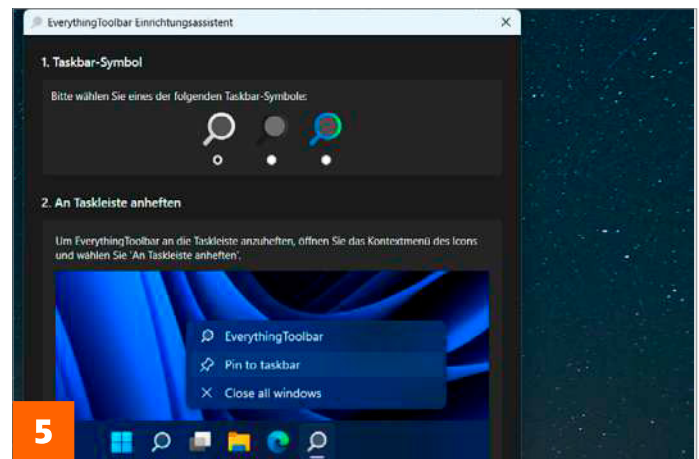 EverythingToolbar Einrichtungsassistent
1. Taskbar-Symbol
Bitte wählen Sie eines der folgenden Taskbar-Symbole:
2. An Taskleiste anheften
Um EverythingToolbar an die Taskleiste anzuheften, öffnen Sie das Kontextmenü des Icons
und wählen Sie 'An Taskleiste anheften'.
EverythingToolbar
Pin to taskbar
Close all windows
5